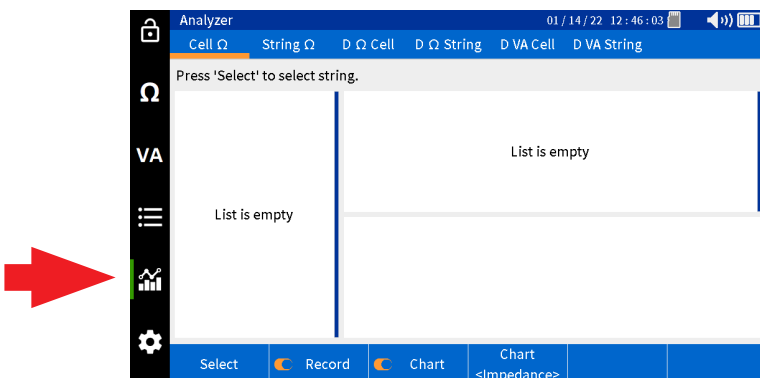 Analyzer 01/14/22 12:46:03
Cell Ω String Ω D Ω Cell D Ω String D VA Cell D VA String
Press 'Select' to select string.
Ω
List is empty
VA
List is empty
Select Record Chart Chart
<Impedance>